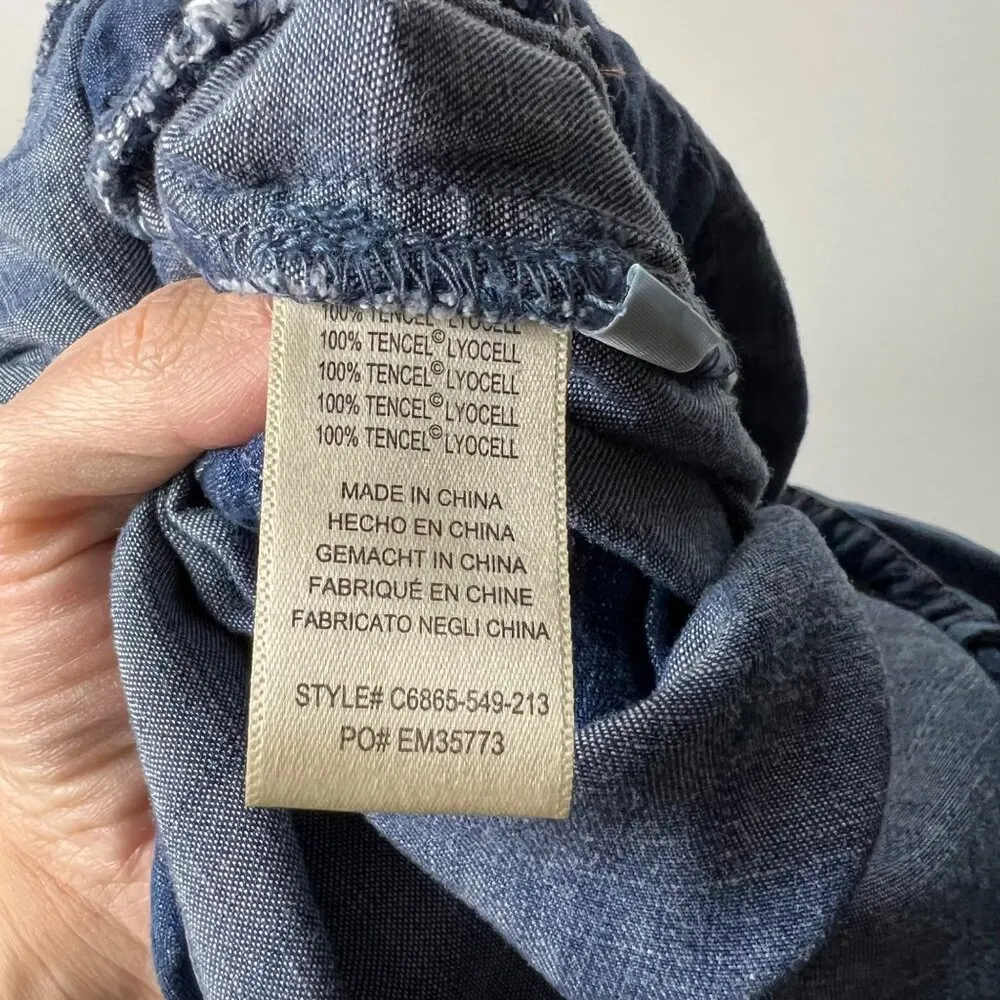 100% TENCEL LYOCELL
100% TENCEL©LYOCELL
100% TENCEL©LYOCELL
100% TENCEL©LYOCELL
100% TENCEL©LYOCELL
MADE IN CHINA
HECHO EN CHINA
GEMACHT IN CHINA
FABRIQUÉ EN CHINE
FABRICATO NEGLI CHINA
STYLE# C6865-549-213
PO# EM35773